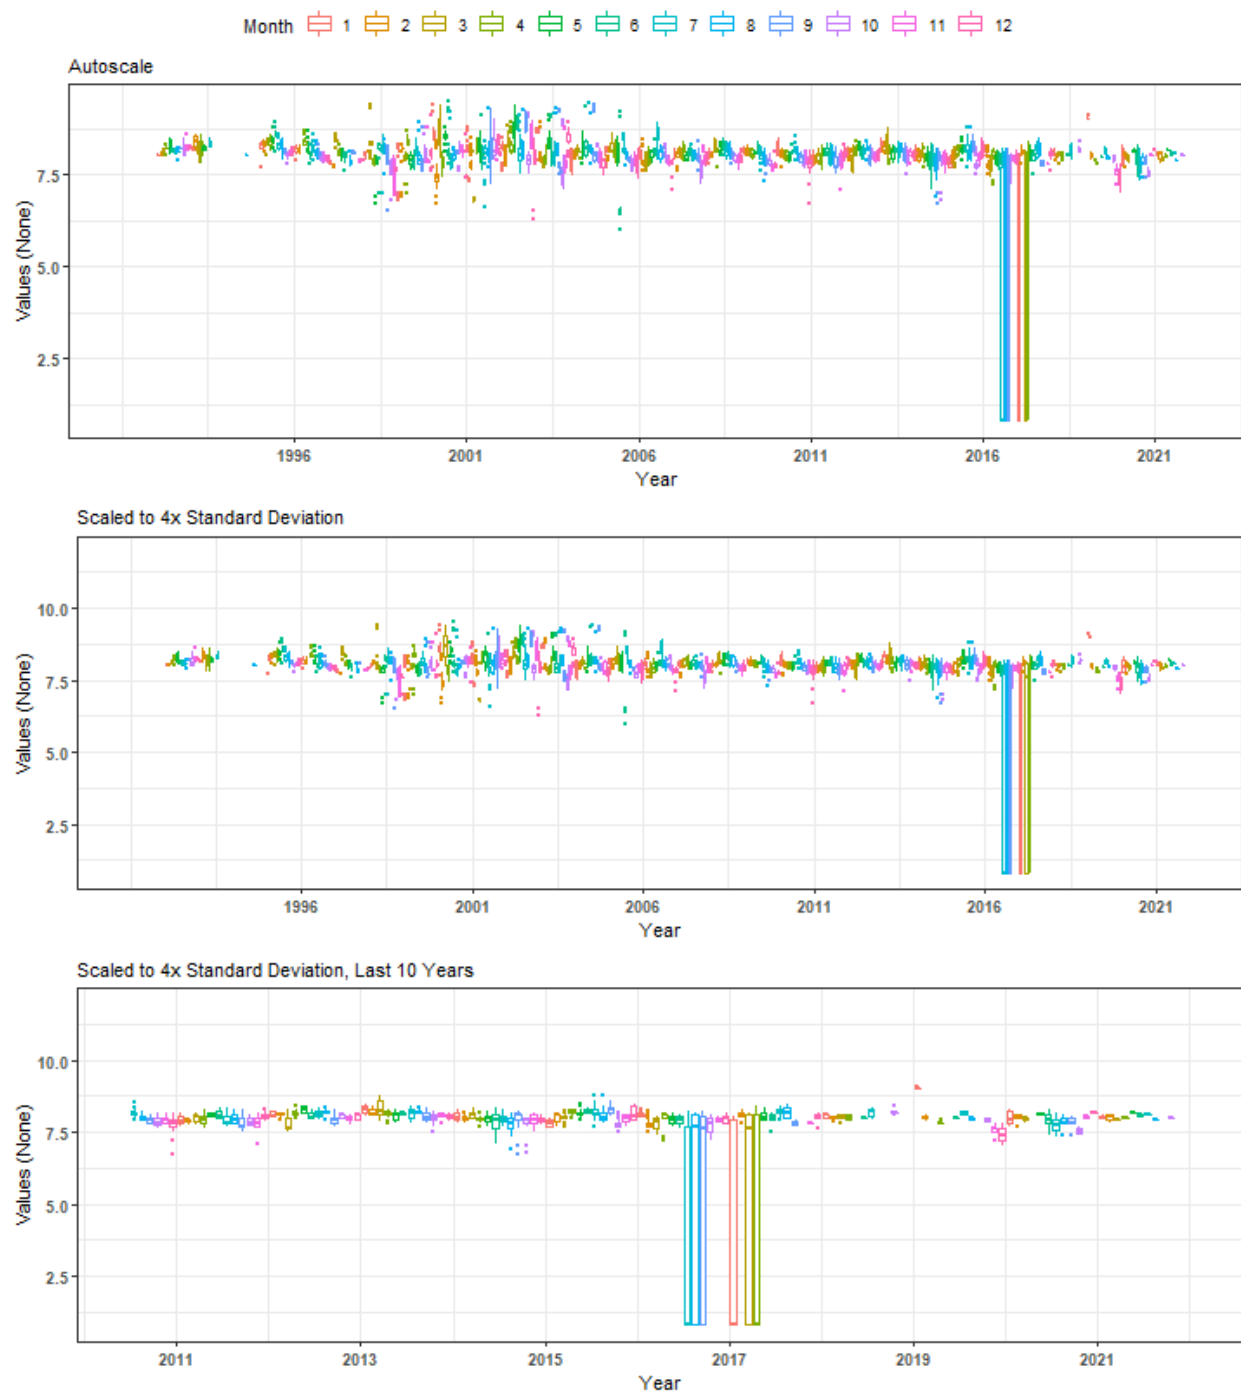 Month 1 2 3 4 5 6 7 8 9 10 11 12
Autoscale
Values (None)
7.5
5.0
2.5
1996 2001 2006 2011 2016 2021
Year
Scaled to 4x Standard Deviation
Values (None)
10.0
7.5
5.0
2.5
1996 2001 2006 2011 2016 2021
Year
Scaled to 4x Standard Deviation, Last 10 Years
Values (None)
10.0
7.5
5.0
2.5
2011 2013 2015 2017 2019 2021
Year